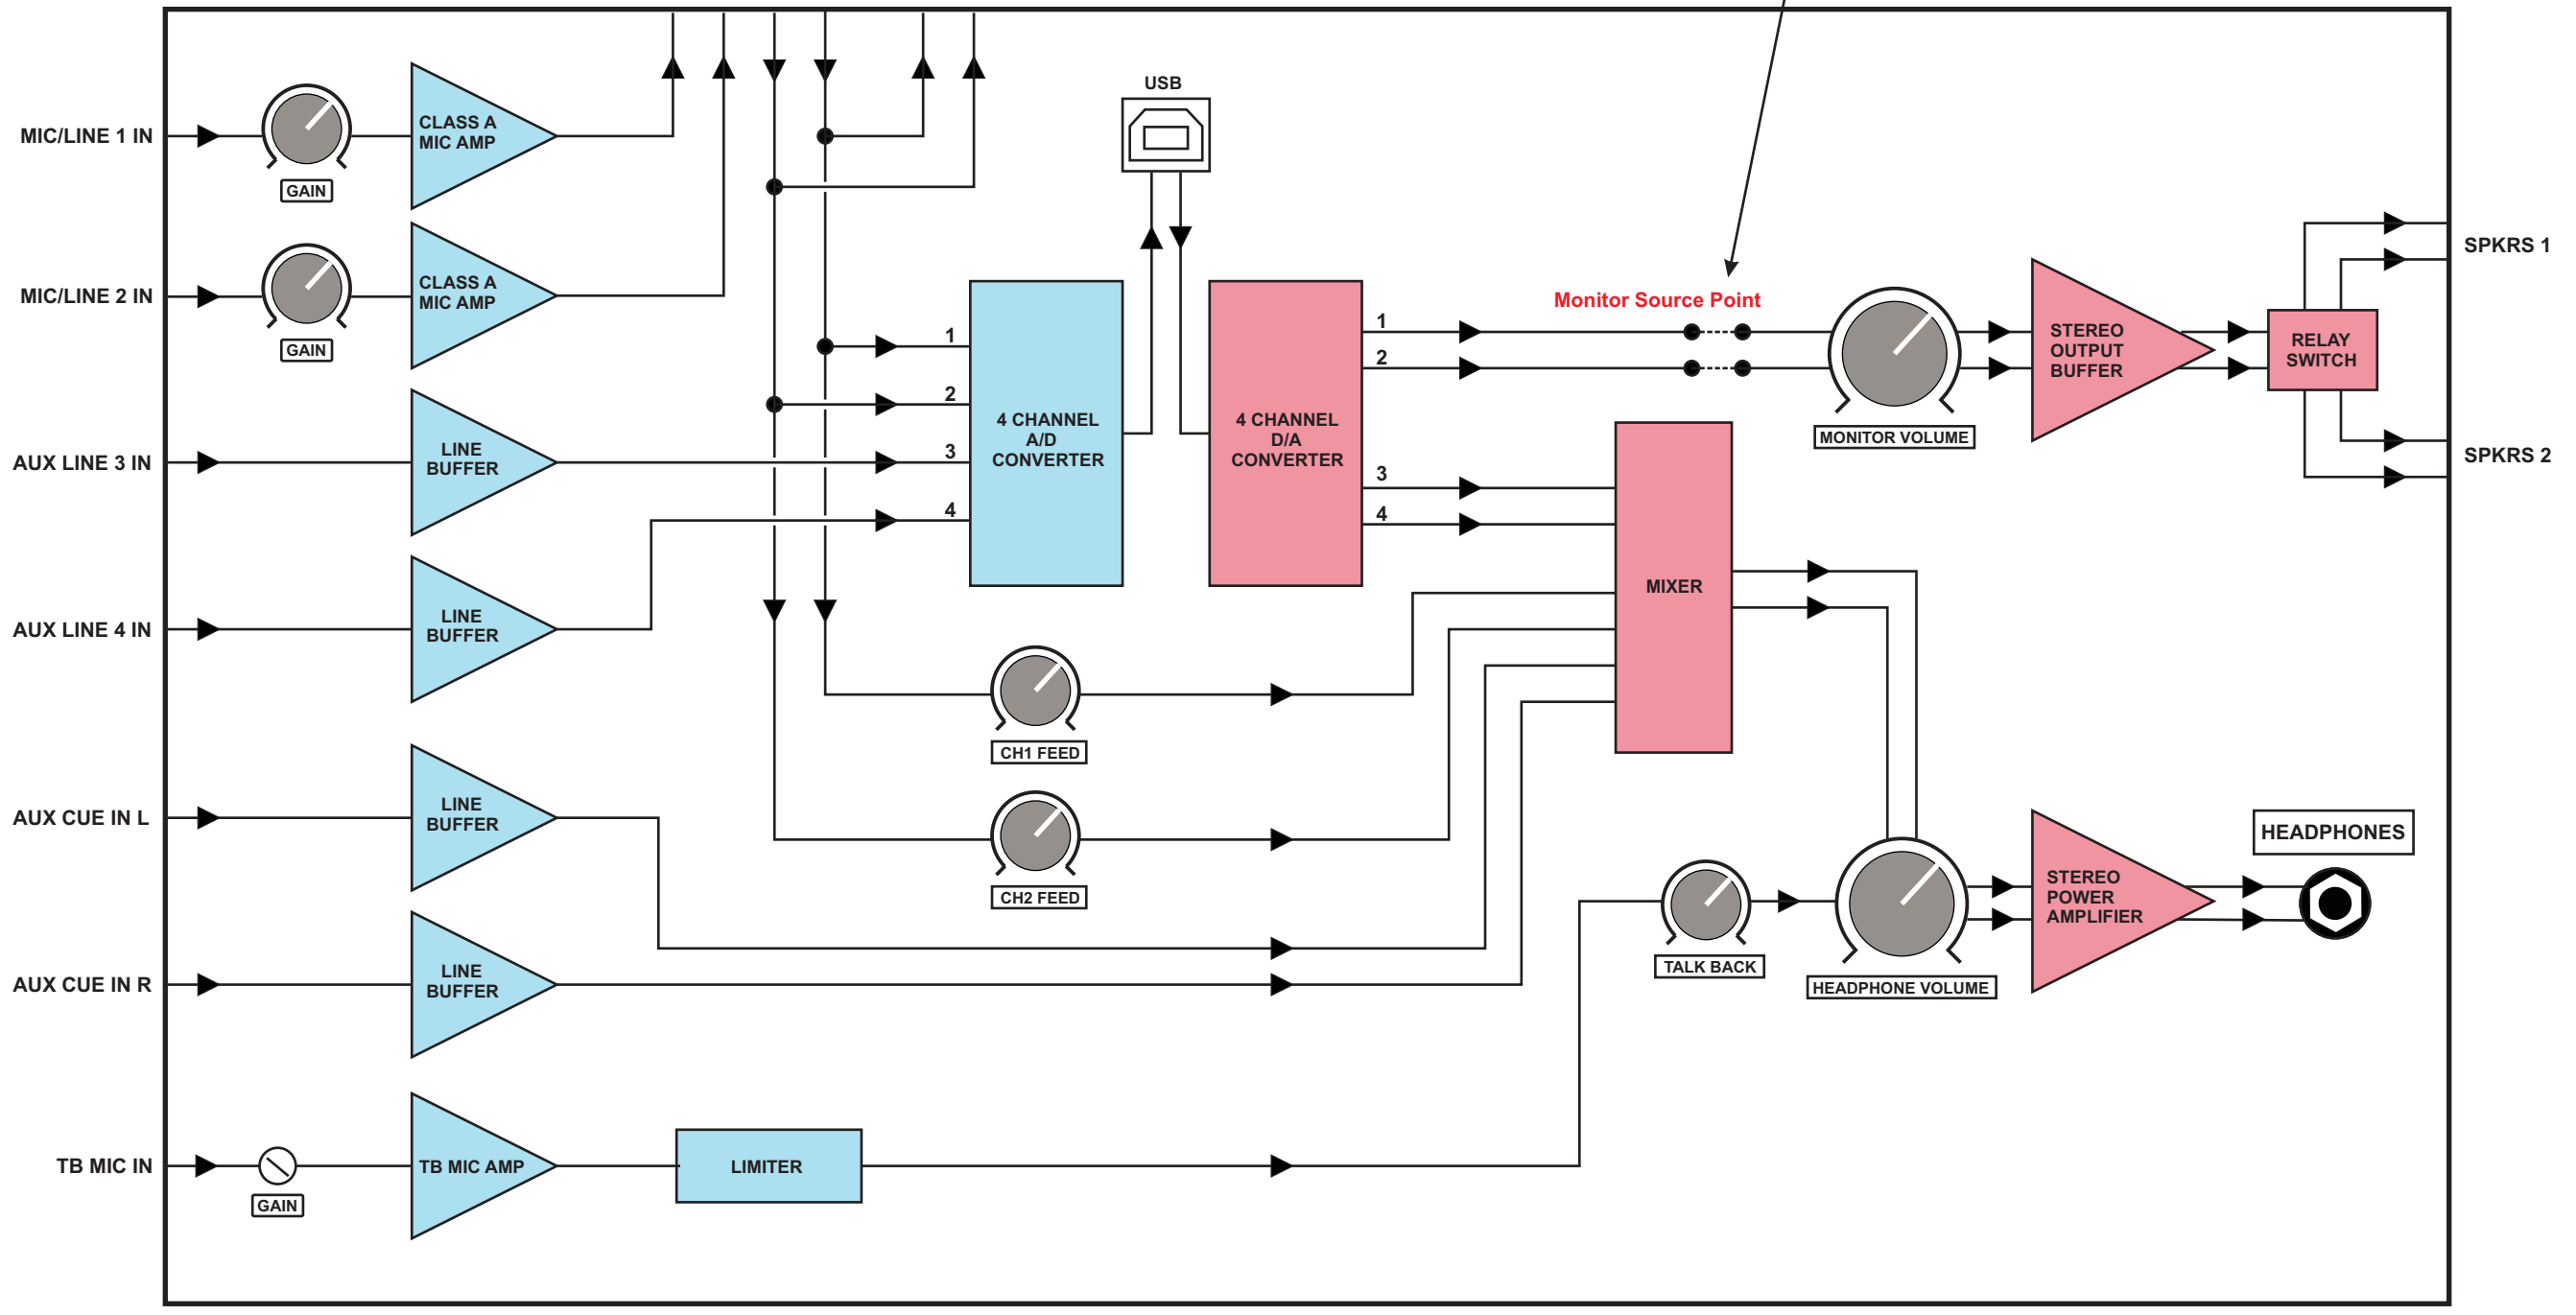 USB
MIC/LINE 1 IN
GAIN
CLASS A
MIC AMP
MIC/LINE 2 IN
GAIN
CLASS A
MIC AMP
AUX LINE 3 IN
LINE
BUFFER
AUX LINE 4 IN
LINE
BUFFER
AUX CUE IN L
LINE
BUFFER
AUX CUE IN R
LINE
BUFFER
TB MIC IN
GAIN
TB MIC AMP
LIMITER
1
2
3
4
4 CHANNEL
A/D
CONVERTER
4 CHANNEL
D/A
CONVERTER
1
2
3
4
CH1 FEED
CH2 FEED
Monitor Source Point
MONITOR VOLUME
STEREO
OUTPUT
BUFFER
RELAY
SWITCH
SPKRS 1
SPKRS 2
MIXER
TALK BACK
HEADPHONE VOLUME
STEREO
POWER
AMPLIFIER
HEADPHONES